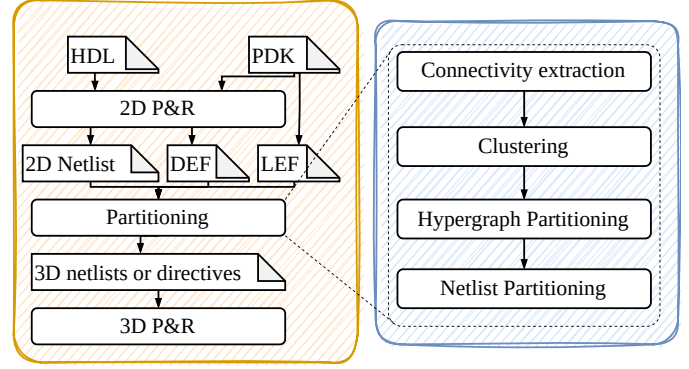 HDL
PDK
2D P&R
2D Netlist
DEF
LEF
Partitioning
3D netlists or directives
3D P&R
Connectivity extraction
Clustering
Hypergraph Partitioning
Netlist Partitioning